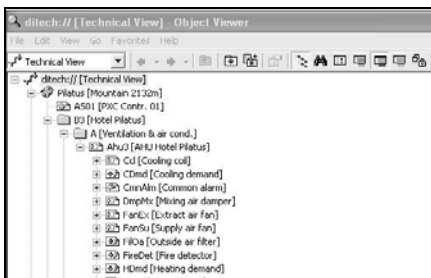 ditech:// [Technical View] - Object Viewer
File Edit View Go Favorites Help
Technical View
ditech:// [Technical View]
Pilatus [Mountain 2132m]
AS01 [PXC Contr. 01]
B3 [Hotel Pilatus]
A [Ventilation & air cond.]
Ahu3 [AHU Hotel Pilatus]
Ccl [Cooling coil]
CDmd [Cooling demand]
CmnAlm [Common alarm]
DmpMx [Mixing air damper]
FanEx [Extract air fan]
FanSu [Supply air fan]
FilOa [Outside air filter]
FireDet [Fire detector]
HDmd [Heating demand]